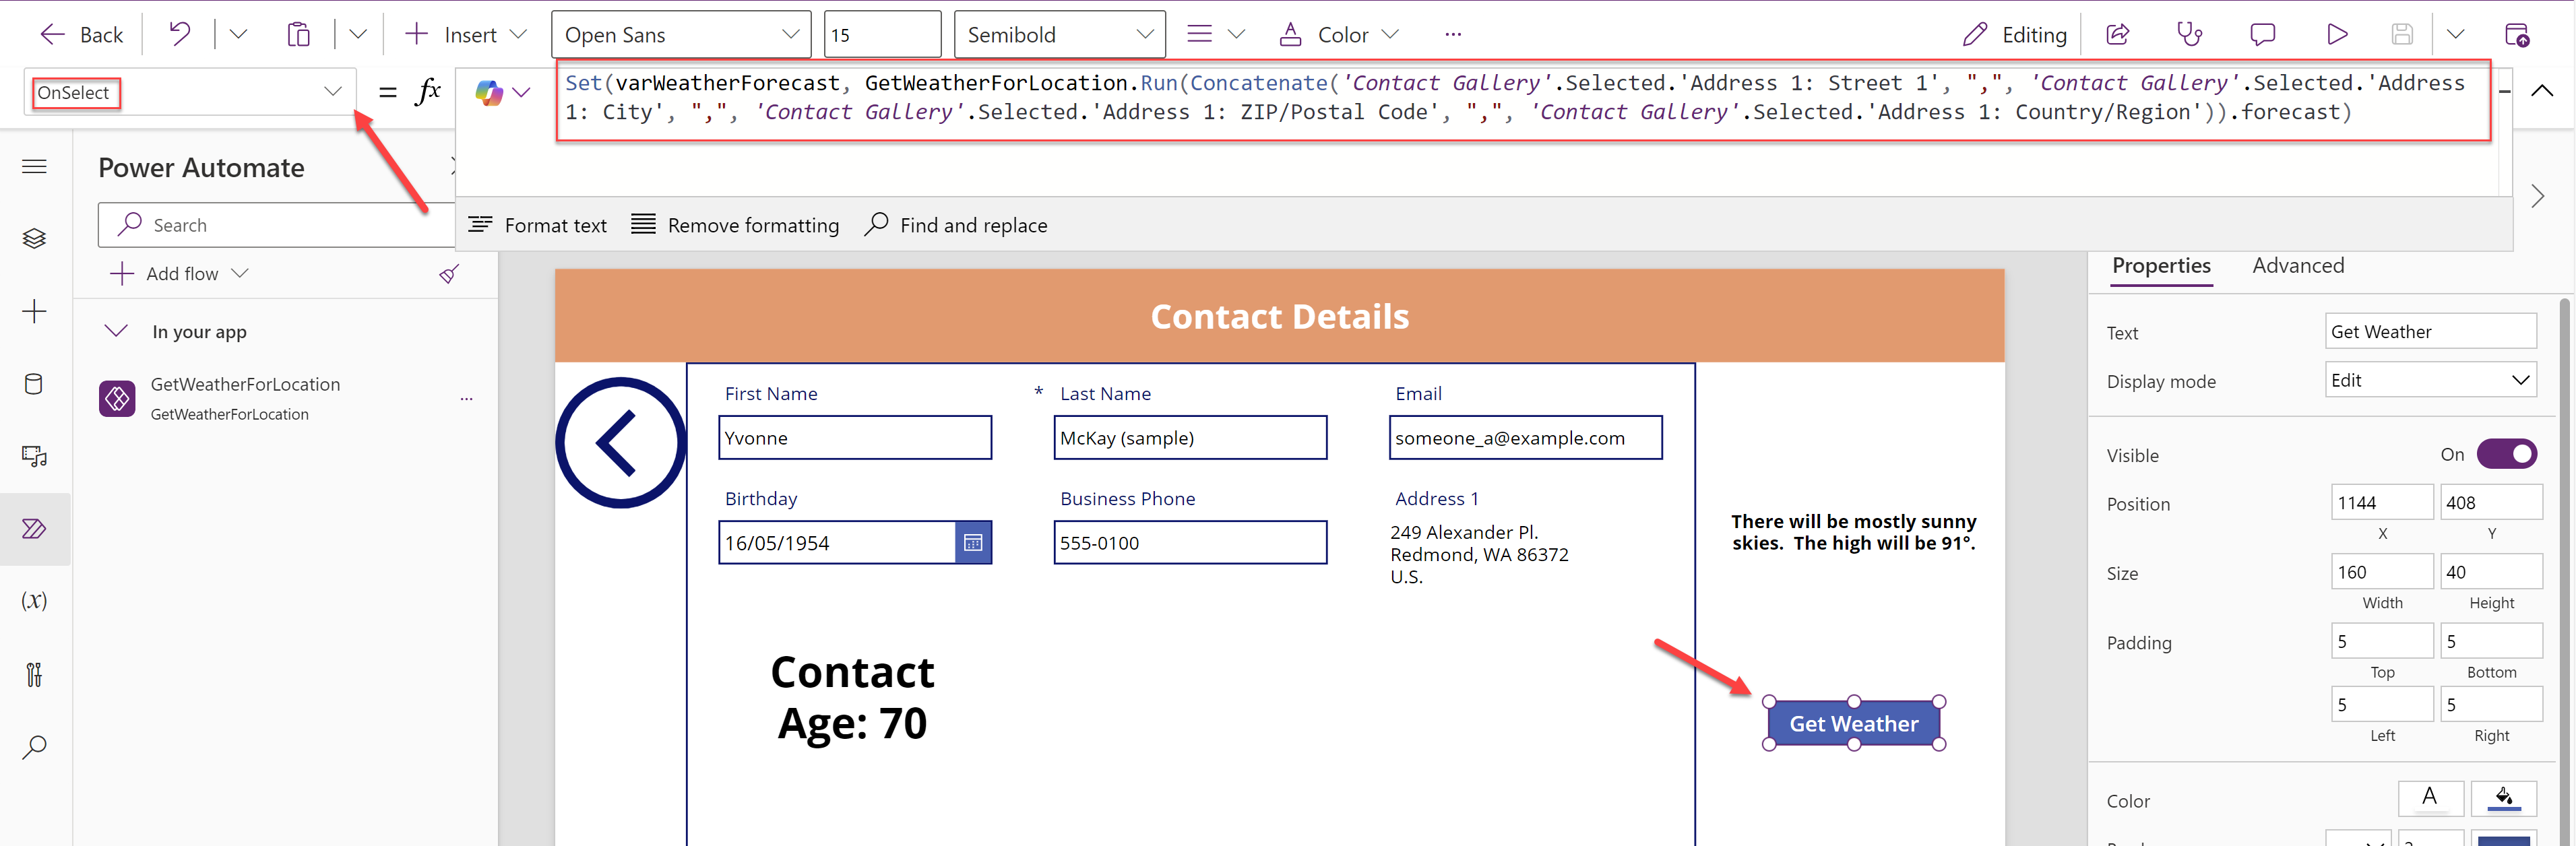 Back
Insert
Open Sans
15
Semibold
Color
...
Editing
OnSelect
= fx
Set(varWeatherForecast, GetWeatherForLocation.Run(Concatenate('Contact Gallery'.Selected.'Address 1: Street 1', ",", 'Contact Gallery'.Selected.'Address
1: City', ",", 'Contact Gallery'.Selected.'Address 1: ZIP/Postal Code', ",", 'Contact Gallery'.Selected.'Address 1: Country/Region')).forecast)
Format text
Remove formatting
Find and replace
Power Automate
Search
Add flow
In your app
GetWeatherForLocation
GetWeatherForLocation
...
(x)
Contact Details
First Name
* Last Name
Email
Yvonne
McKay (sample)
someone_a@example.com
Birthday
Business Phone
Address 1
16/05/1954
555-0100
249 Alexander Pl.
Redmond, WA 86372
U.S.
There will be mostly sunny
skies.  The high will be 91°.
Contact
Age: 70
Get Weather
Properties
Advanced
Text
Get Weather
Display mode
Edit
Visible
On
Position
1144
408
X
Y
Size
160
40
Width
Height
Padding
5
5
Top
Bottom
5
5
Left
Right
Color
A